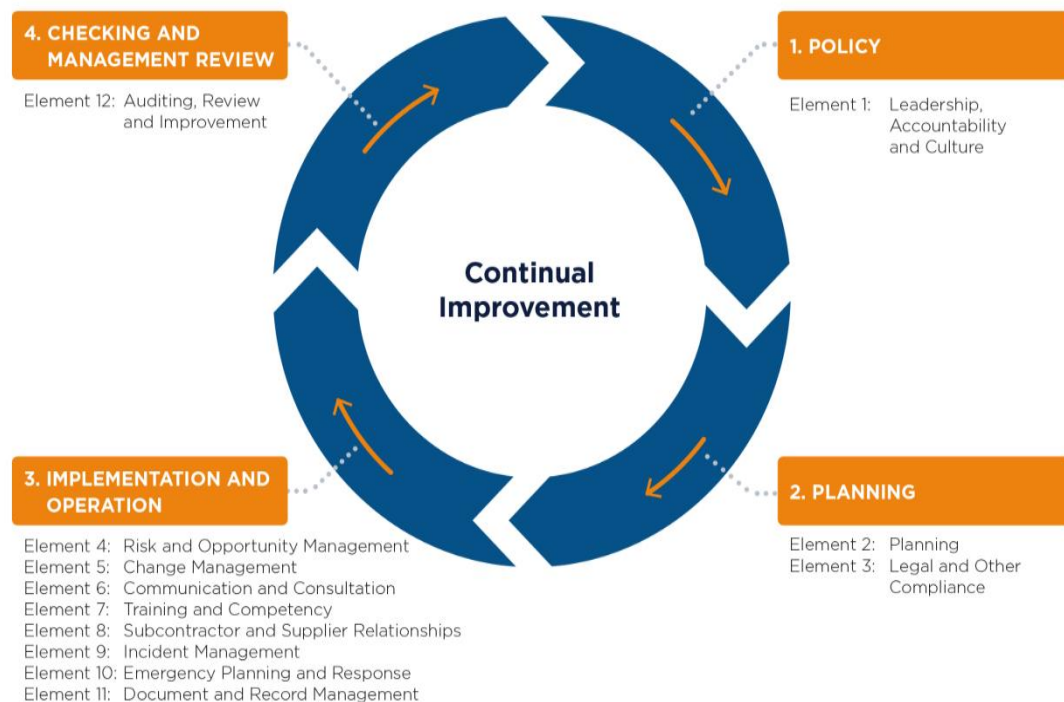 4. CHECKING AND
MANAGEMENT REVIEW
Element 12: Auditing, Review
and Improvement
1. POLICY
Element 1: Leadership,
Accountability
and Culture
Continual
Improvement
3. IMPLEMENTATION AND
OPERATION
Element 4: Risk and Opportunity Management
Element 5: Change Management
Element 6: Communication and Consultation
Element 7: Training and Competency
Element 8: Subcontractor and Supplier Relationships
Element 9: Incident Management
Element 10: Emergency Planning and Response
Element 11: Document and Record Management
2. PLANNING
Element 2: Planning
Element 3: Legal and Other
Compliance